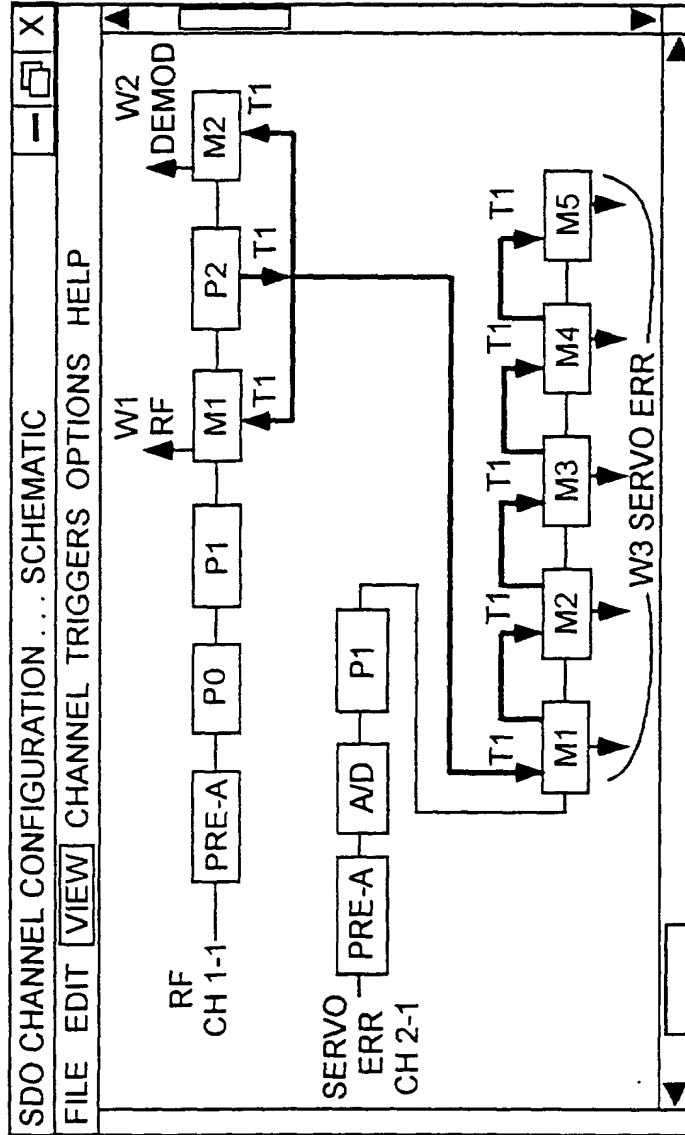 SDO CHANNEL CONFIGURATION .... SCHEMATIC
— X
FILE EDIT VIEW CHANNEL TRIGGERS OPTIONS HELP
RF
CH 1-1
PRE-A
P0
P1
M1
P2
M2
W1
RF
W2
DEMOD
T1
T1
T1
SERVO
ERR
CH 2-1
PRE-A
A/D
P1
T1
T1
T1
T1
T1
M1
M2
M3
M4
M5
W3 SERVO ERR